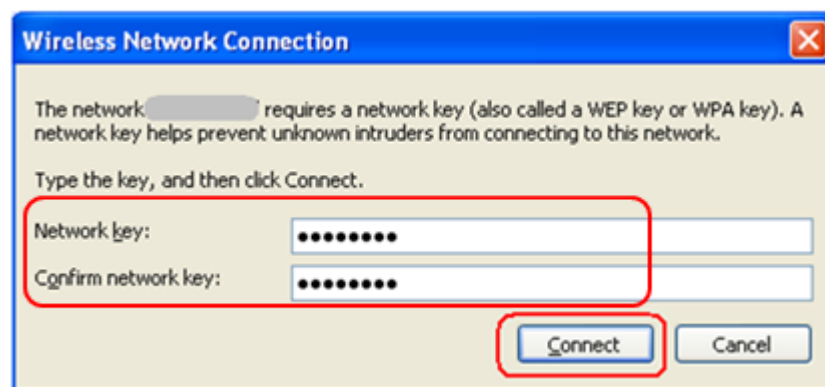 Wireless Network Connection
The network requires a network key (also called a WEP key or WPA key). A
network key helps prevent unknown intruders from connecting to this network.
Type the key, and then click Connect.
Network key: ••••••••
Confirm network key: ••••••••
Connect Cancel